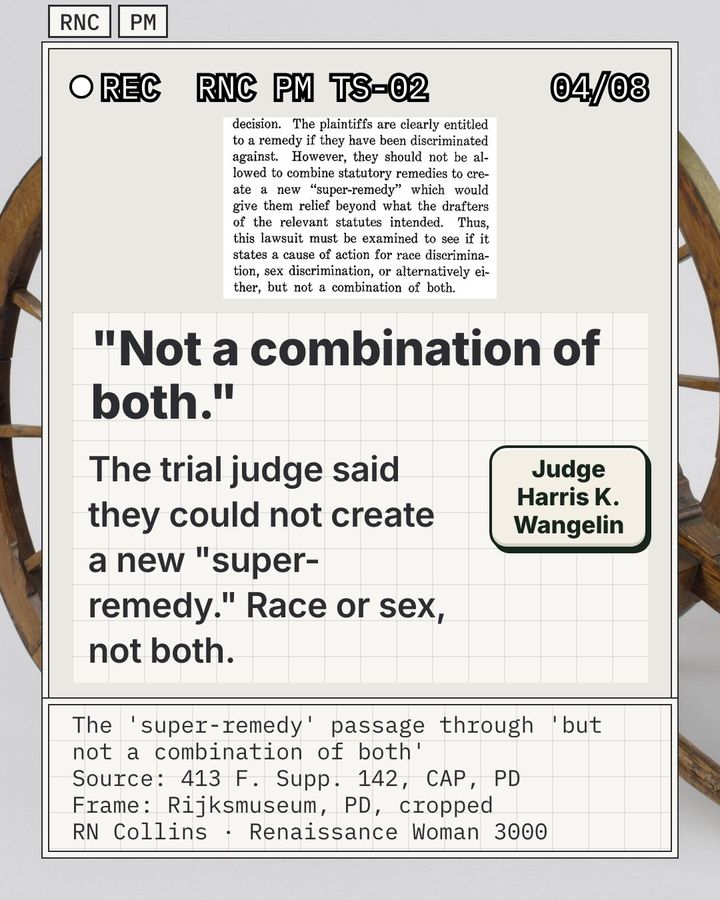 RNC PM
REC RNC PM TS-02 04/08
decision. The plaintiffs are clearly entitled
to a remedy if they have been discriminated
against. However, they should not be al-
lowed to combine statutory remedies to cre-
ate a new “super-remedy” which would
give them relief beyond what the drafters
of the relevant statutes intended. Thus,
this lawsuit must be examined to see if it
states a cause of action for race discrimina-
tion, sex discrimination, or alternatively ei-
ther, but not a combination of both.
"Not a combination of
both."
The trial judge said
they could not create
a new "super-
remedy." Race or sex,
not both.
Judge
Harris K.
Wangelin
The 'super-remedy' passage through 'but
not a combination of both'
Source: 413 F. Supp. 142, CAP, PD
Frame: Rijksmuseum, PD, cropped
RN Collins · Renaissance Woman 3000